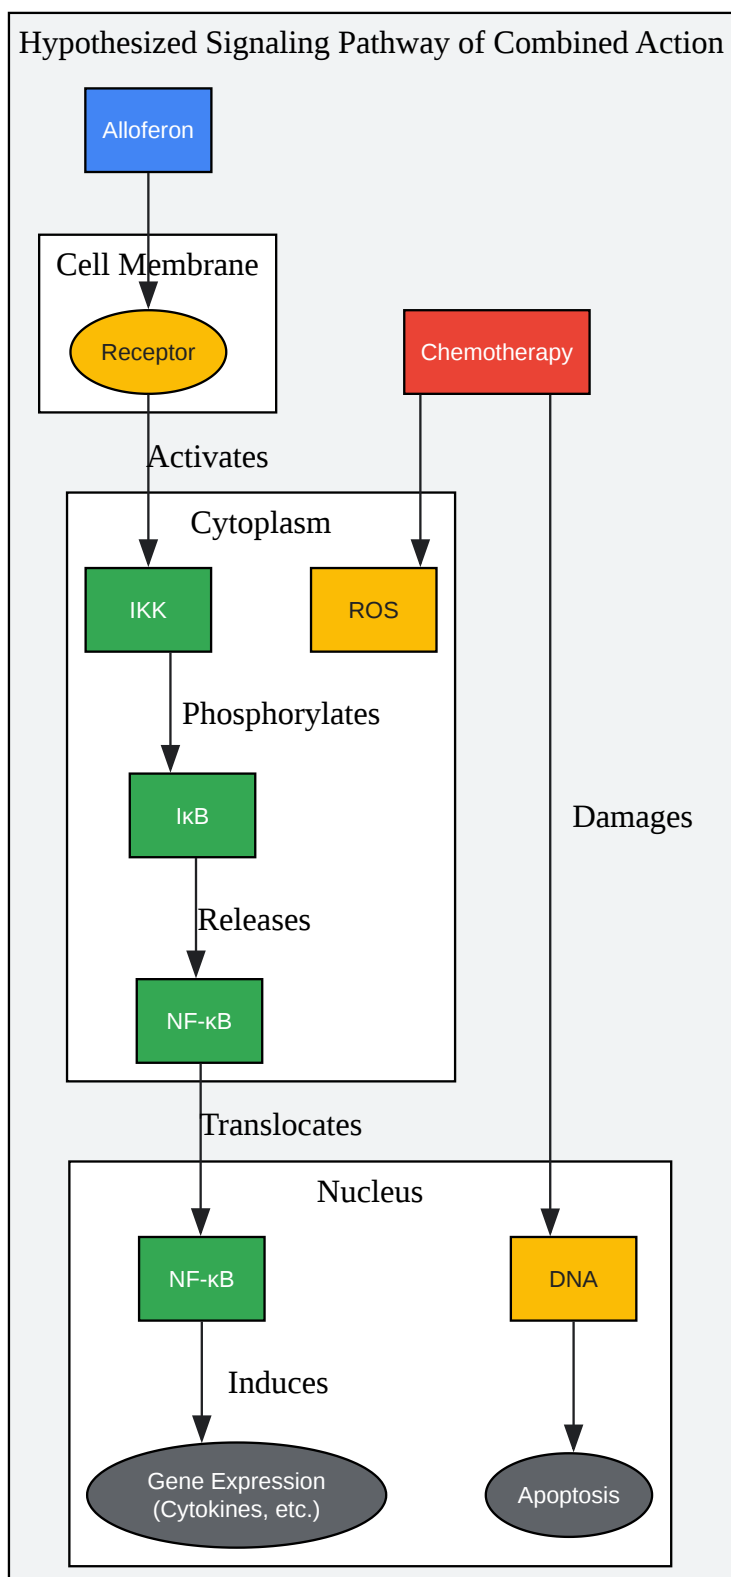 Hypothesized Signaling Pathway of Combined Action
Alloferon
Cell Membrane
Receptor
Chemotherapy
Activates
Cytoplasm
IKK
ROS
Phosphorylates
IκB
Damages
Releases
NF-κB
Translocates
Nucleus
NF-κB
DNA
Induces
Gene Expression
(Cytokines, etc.)
Apoptosis